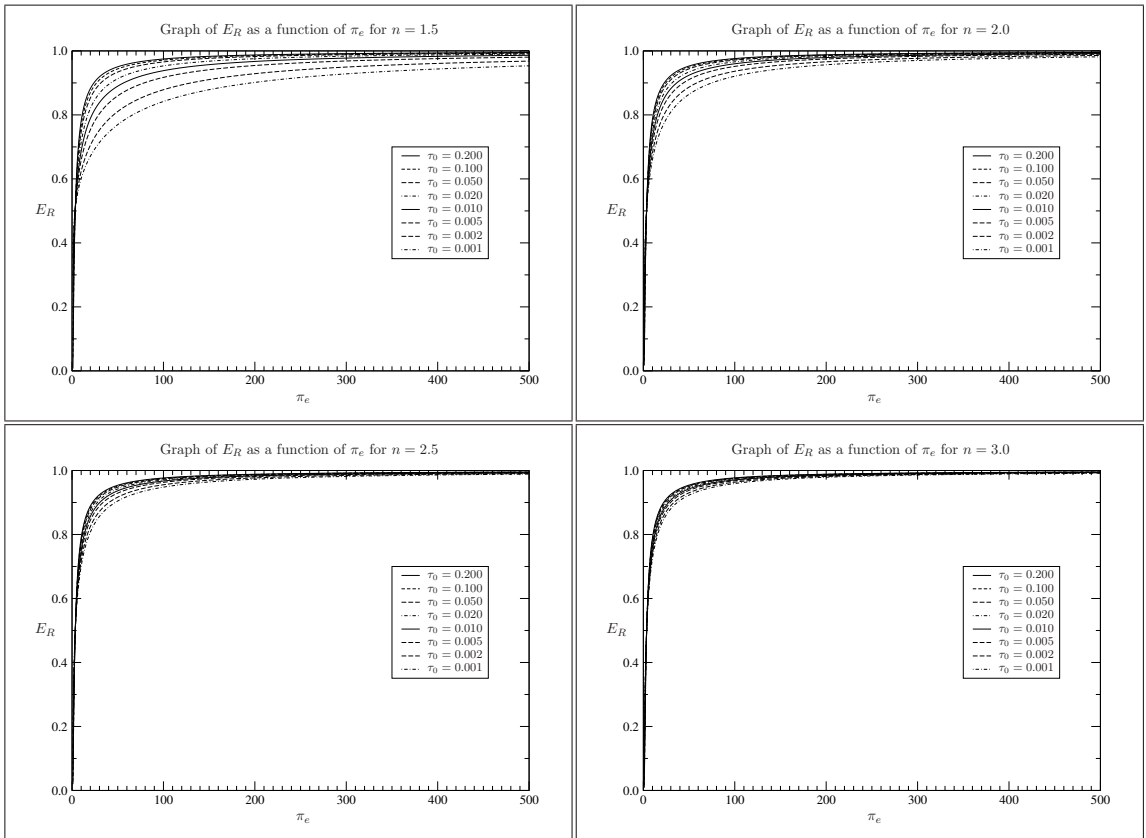 Graph of E_R as a function of π_e for n = 1.5
1.0
0.8
0.6
E_R
0.4
0.2
0.0
0 100 200 300 400 500
π_e
τ_0 = 0.200
τ_0 = 0.100
τ_0 = 0.050
τ_0 = 0.020
τ_0 = 0.010
τ_0 = 0.005
τ_0 = 0.002
τ_0 = 0.001
Graph of E_R as a function of π_e for n = 2.0
1.0
0.8
0.6
E_R
0.4
0.2
0.0
0 100 200 300 400 500
π_e
τ_0 = 0.200
τ_0 = 0.100
τ_0 = 0.050
τ_0 = 0.020
τ_0 = 0.010
τ_0 = 0.005
τ_0 = 0.002
τ_0 = 0.001
Graph of E_R as a function of π_e for n = 2.5
1.0
0.8
0.6
E_R
0.4
0.2
0.0
0 100 200 300 400 500
π_e
τ_0 = 0.200
τ_0 = 0.100
τ_0 = 0.050
τ_0 = 0.020
τ_0 = 0.010
τ_0 = 0.005
τ_0 = 0.002
τ_0 = 0.001
Graph of E_R as a function of π_e for n = 3.0
1.0
0.8
0.6
E_R
0.4
0.2
0.0
0 100 200 300 400 500
π_e
τ_0 = 0.200
τ_0 = 0.100
τ_0 = 0.050
τ_0 = 0.020
τ_0 = 0.010
τ_0 = 0.005
τ_0 = 0.002
τ_0 = 0.001